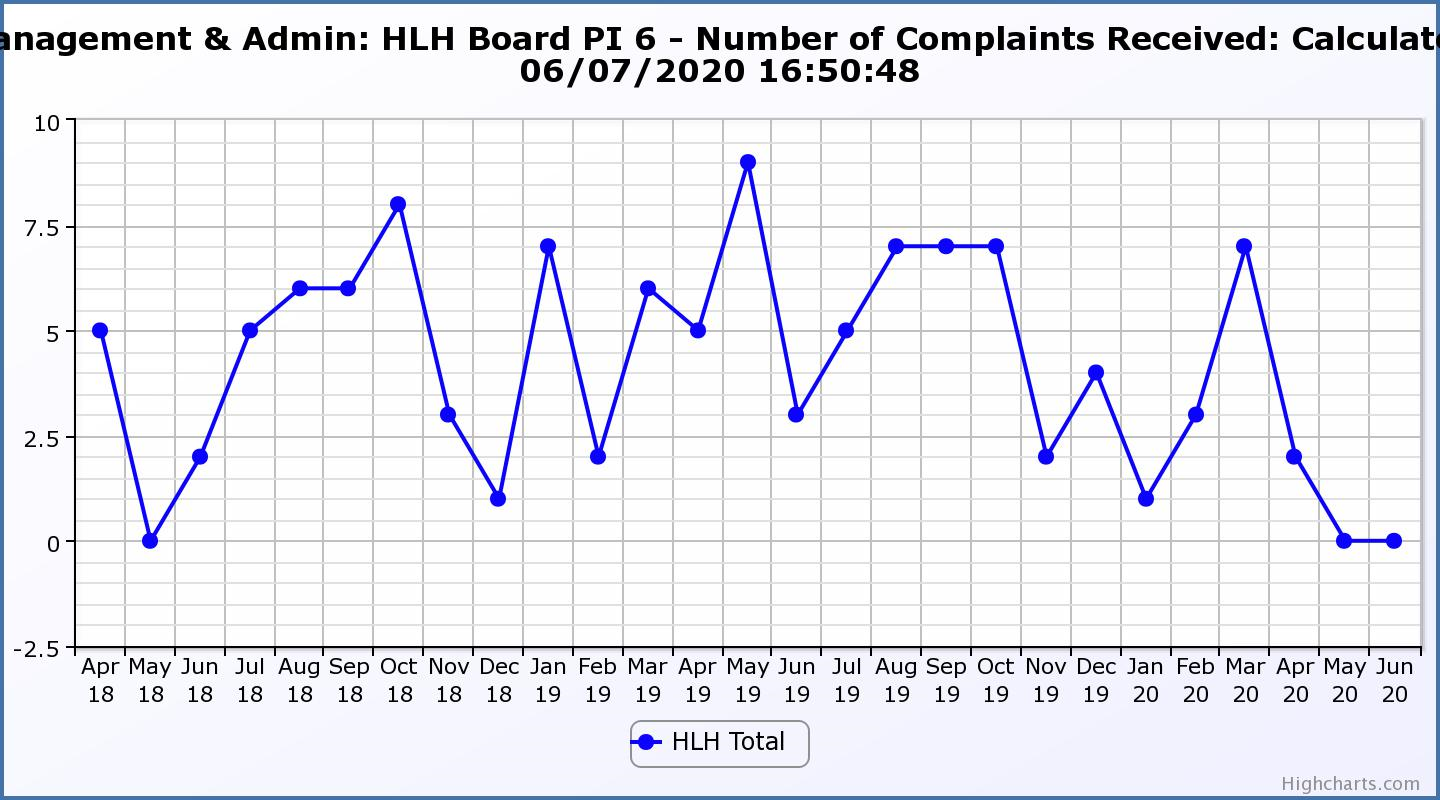 anagement & Admin: HLH Board PI 6 - Number of Complaints Received: Calculate
06/07/2020 16:50:48
10
7.5
5
2.5
0
-2.5
Apr May Jun Jul Aug Sep Oct Nov Dec Jan Feb Mar Apr May Jun Jul Aug Sep Oct Nov Dec Jan Feb Mar Apr May Jun
18 18 18 18 18 18 18 18 18 19 19 19 19 19 19 19 19 19 19 19 19 20 20 20 20 20 20
HLH Total
Highcharts.com